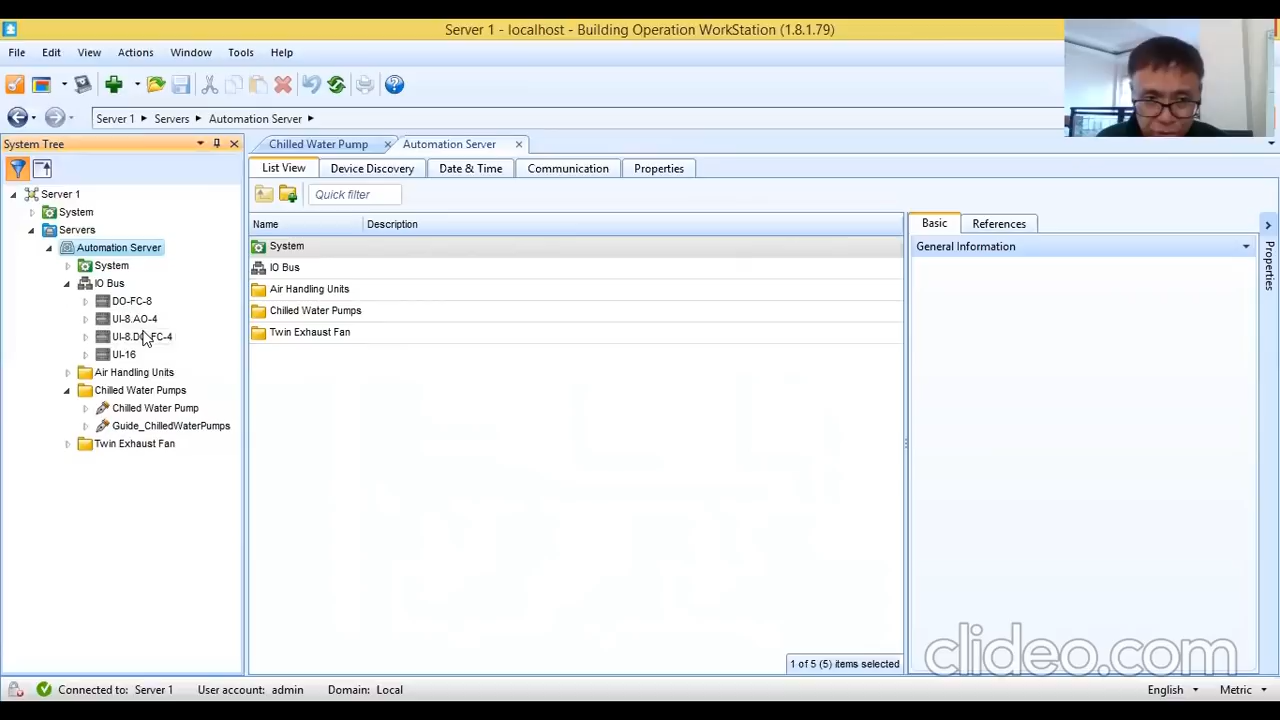 Server 1 - localhost - Building Operation WorkStation (1.8.1.79)
File Edit View Actions Window Tools Help
Server 1 Servers Automation Server
System Tree
Chilled Water Pump Automation Server
List View Device Discovery Date & Time Communication Properties
Quick filter
Server 1
System
Servers
Automation Server
System
IO Bus
DO-FC-8
UI-8.AO-4
UI-8.DO-FC-4
UI-16
Air Handling Units
Chilled Water Pumps
Chilled Water Pump
Guide_ChilledWaterPumps
Twin Exhaust Fan
Name Description
System
IO Bus
Air Handling Units
Chilled Water Pumps
Twin Exhaust Fan
Basic References
General Information
Properties
1 of 5 (5) items selected
clideo.com
Connected to: Server 1 User account: admin Domain: Local English Metric